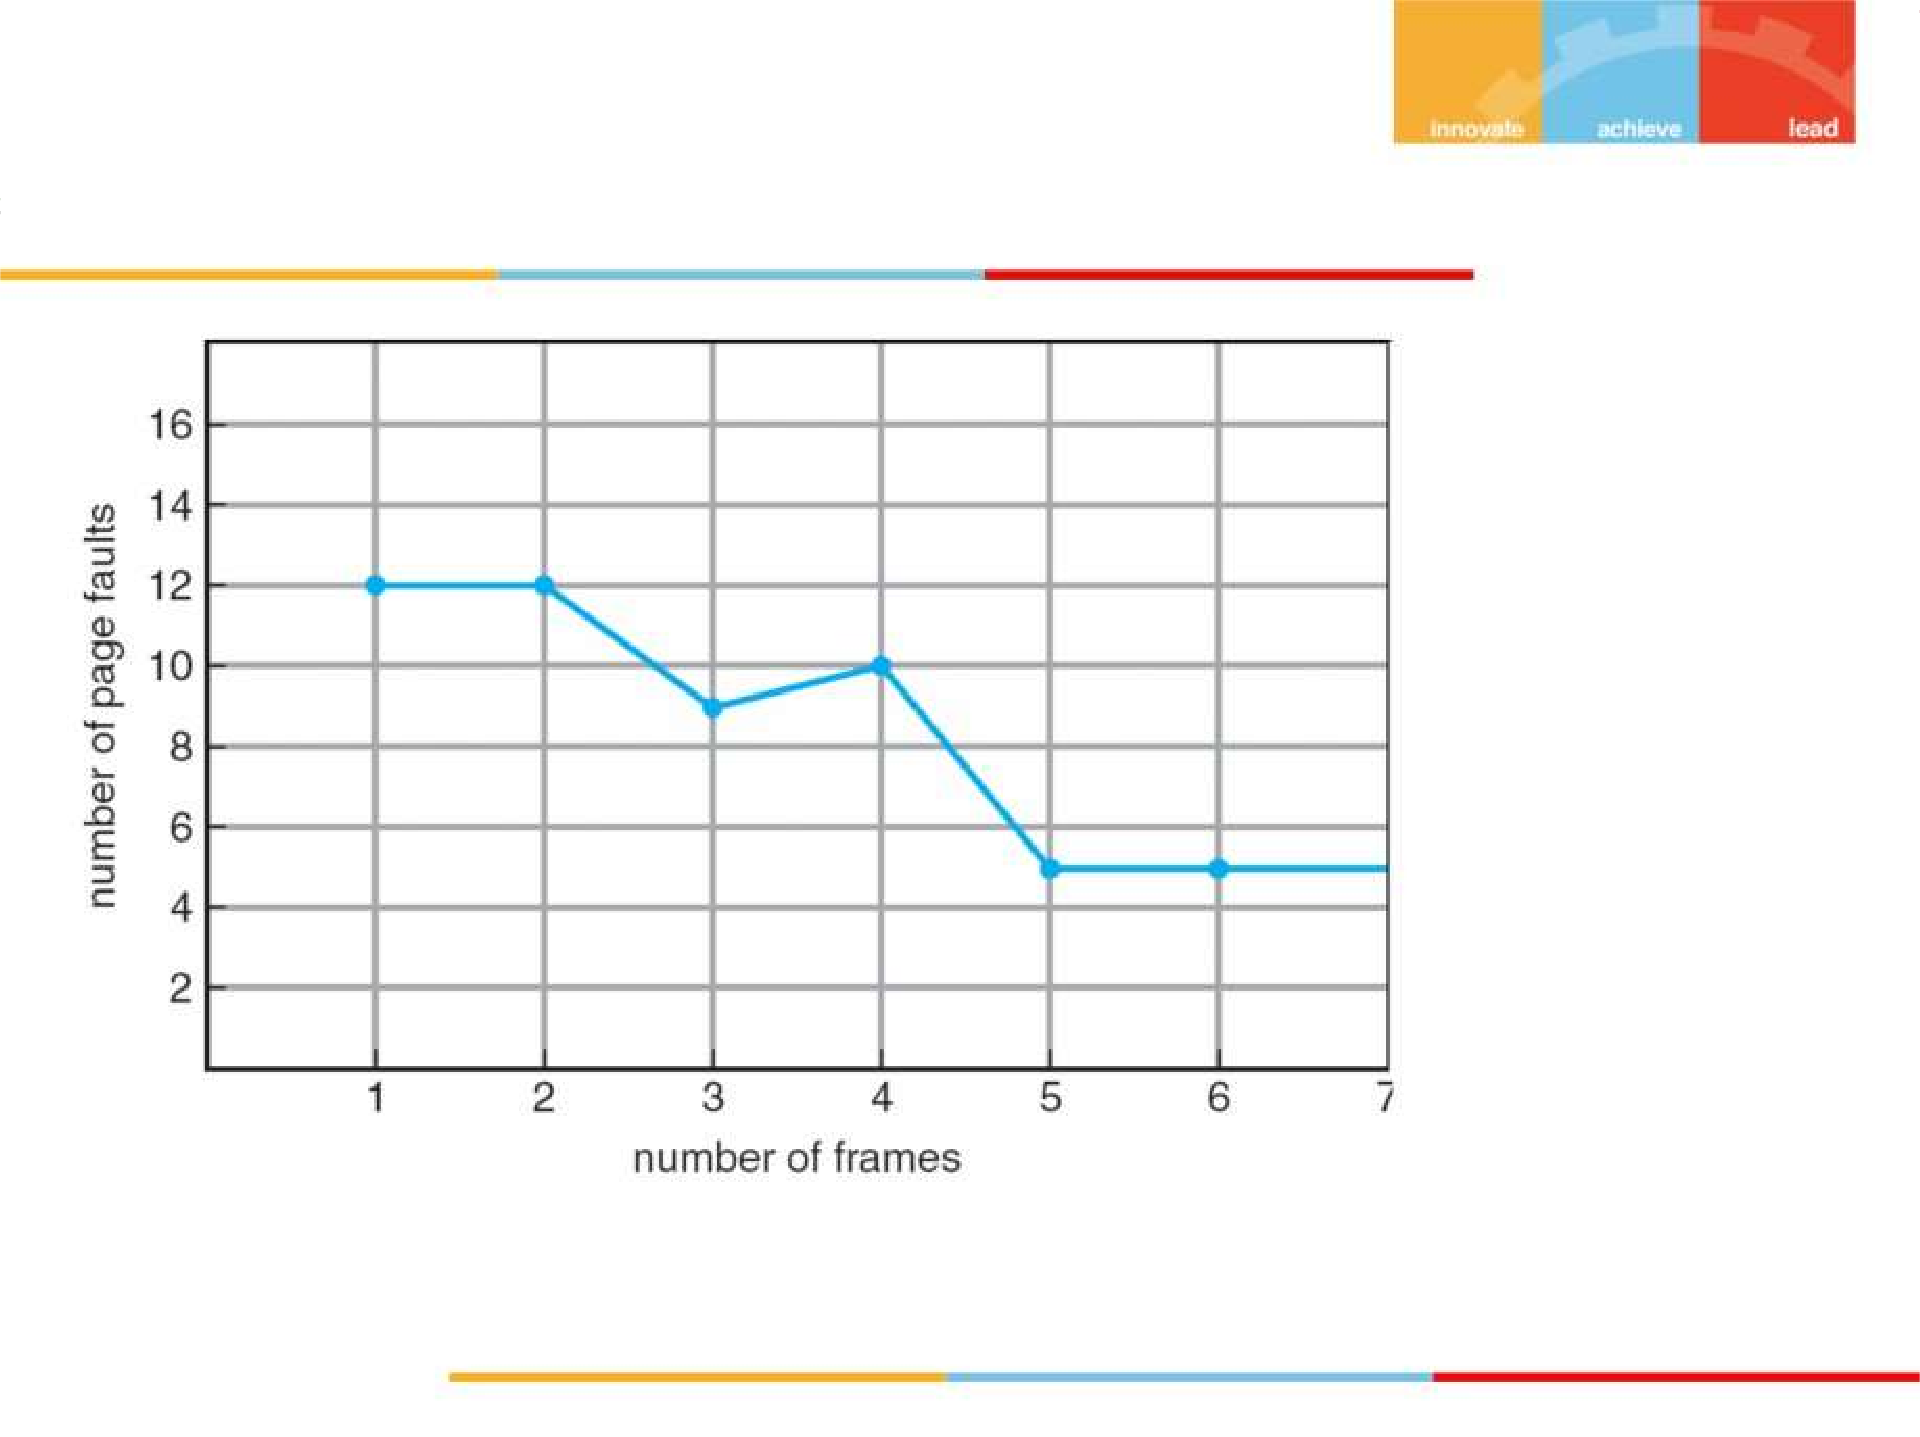 innovate achieve lead
16
14
12
10
8
6
4
2
number of page faults
1 2 3 4 5 6 7
number of frames